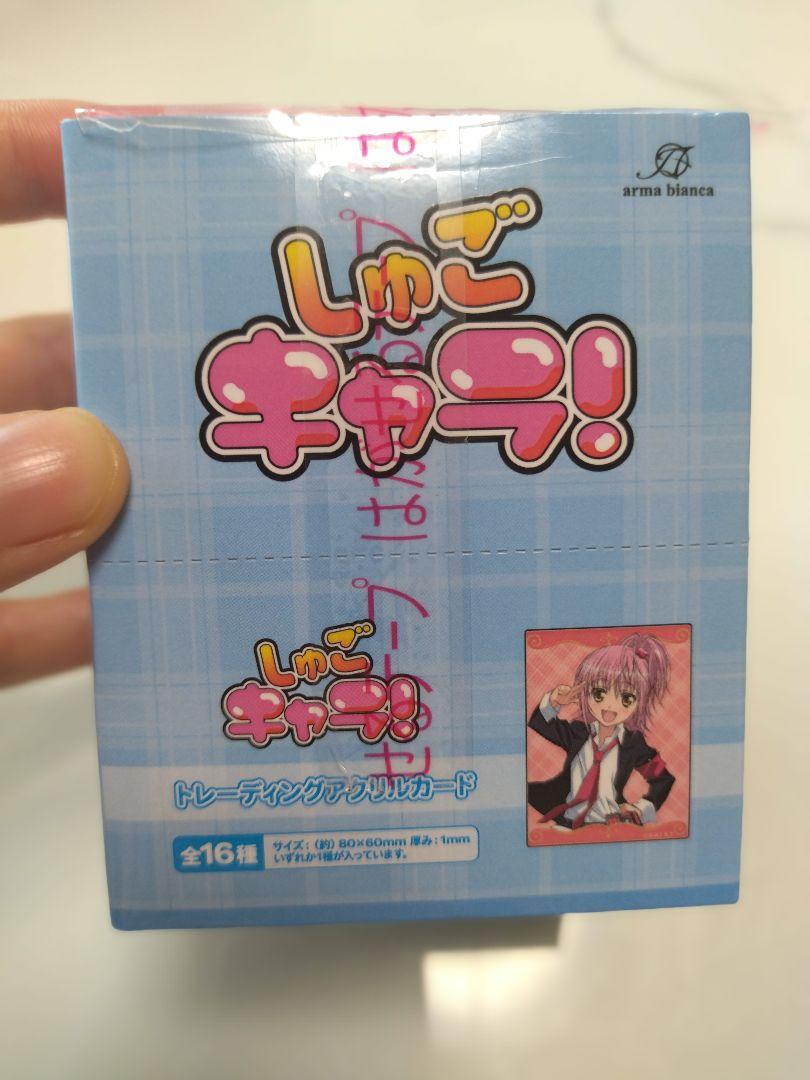 arma bianca
しゅご
キャラ!
しゅご
キャラ!
トレーディングアクリルカード
全16種
サイズ:(約)80×60mm 厚み:1mm
いずれか1種が入っています。